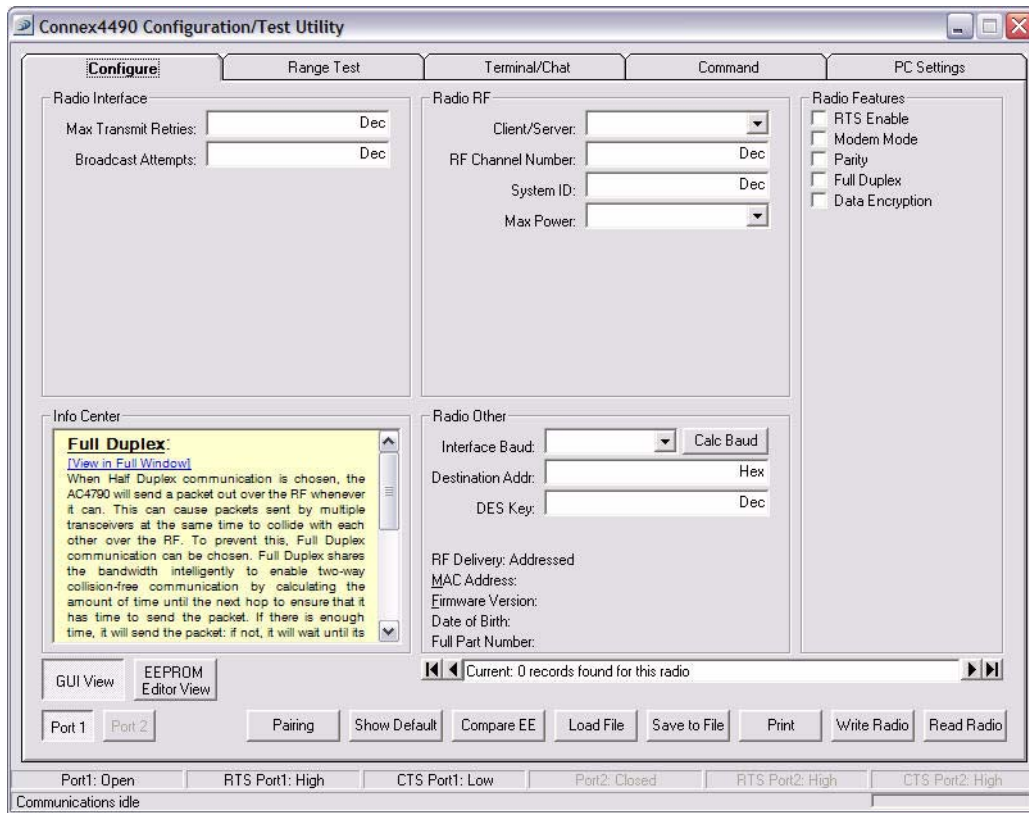 Connex4490 Configuration/Test Utility
Configure
Range Test
Terminal/Chat
Command
PC Settings
Radio Interface
Max Transmit Retries:
Dec
Broadcast Attempts:
Dec
Radio RF
Client/Server:
RF Channel Number:
Dec
System ID:
Dec
Max Power:
Radio Features
RTS Enable
Modem Mode
Parity
Full Duplex
Data Encryption
Info Center
Full Duplex:
[View in Full Window]
When Half Duplex communication is chosen, the
AC4790 will send a packet out over the RF whenever
it can. This can cause packets sent by multiple
transceivers at the same time to collide with each
other over the RF. To prevent this, Full Duplex
communication can be chosen. Full Duplex shares
the bandwidth intelligently to enable two-way
collision-free communication by calculating the
amount of time until the next hop to ensure that it
has time to send the packet. If there is enough
time, it will send the packet: if not, it will wait until its
Radio Other
Interface Baud:
Calc Baud
Destination Addr:
Hex
DES Key:
Dec
RF Delivery: Addressed
MAC Address:
Firmware Version:
Date of Birth:
Full Part Number:
Current: 0 records found for this radio
GUI View
EEPROM
Editor View
Port 1
Port 2
Pairing
Show Default
Compare EE
Load File
Save to File
Print
Write Radio
Read Radio
Port1: Open
RTS Port1: High
CTS Port1: Low
Port2: Closed
RTS Port2: High
CTS Port2: High
Communications idle